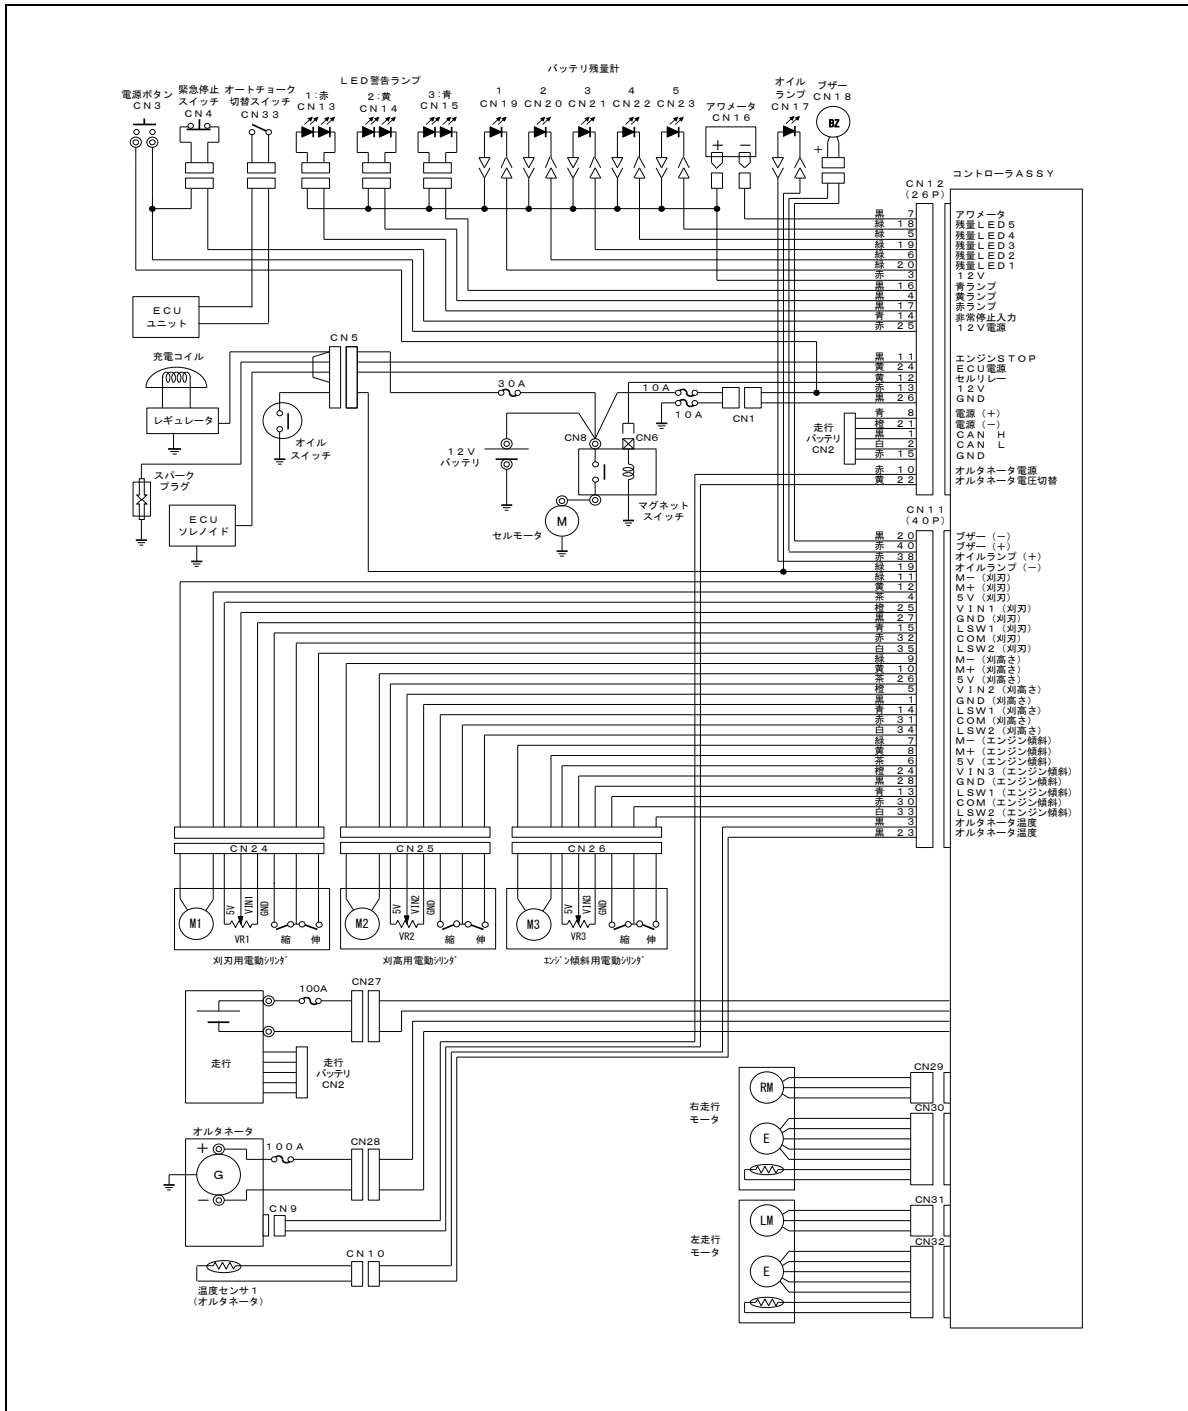 電源ボタン
CN3
緊急停止
スイッチ
CN4
オートチョーク
切替スイッチ
CN33
LED警告ランプ
1:赤
CN13
2:黄
CN14
3:青
CN15
バッテリ残量計
1
CN19
2
CN20
3
CN21
4
CN22
5
CN23
アワメータ
CN16
+ −
オイル
ランプ
CN17
ブザー
CN18
BZ
+
コントローラASSY
CN12
(26P)
黒 7 アワメータ
緑 18 残量LED5
緑 5 残量LED4
緑 19 残量LED3
緑 6 残量LED2
緑 20 残量LED1
赤 3 12V
黒 16 青ランプ
黒 4 黄ランプ
黒 17 赤ランプ
青 14 非常停止入力
赤 25 12V電源
黒 11 エンジンSTOP
黄 24 ECU電源
黄 12 セルリレー
赤 13 12V
黒 26 GND
青 8 電源(+)
橙 21 電源(−)
黒 1 CAN H
白 2 CAN L
赤 15 GND
赤 10 オルタネータ電源
黄 22 オルタネータ電圧切替
ECU
ユニット
CN5
充電コイル
レギュレータ
オイル
スイッチ
スパーク
プラグ
ECU
ソレノイド
30A
10A
10A
CN1
12V
バッテリ
CN8
CN6
マグネット
スイッチ
M
セルモータ
走行
バッテリ
CN2
CN11
(40P)
黒 20 ブザー(−)
赤 40 ブザー(+)
赤 38 オイルランプ(+)
緑 19 オイルランプ(−)
緑 11 M−(刈刃)
黄 12 M+(刈刃)
茶 4 5V(刈刃)
橙 25 VIN1(刈刃)
黒 27 GND(刈刃)
青 15 LSW1(刈刃)
赤 32 COM(刈刃)
白 35 LSW2(刈刃)
緑 9 M−(刈高さ)
黄 10 M+(刈高さ)
茶 26 5V(刈高さ)
橙 5 VIN2(刈高さ)
黒 1 GND(刈高さ)
青 14 LSW1(刈高さ)
赤 31 COM(刈高さ)
白 34 LSW2(刈高さ)
緑 7 M−(エンジン傾斜)
黄 8 M+(エンジン傾斜)
茶 6 5V(エンジン傾斜)
橙 24 VIN3(エンジン傾斜)
黒 28 GND(エンジン傾斜)
青 13 LSW1(エンジン傾斜)
赤 30 COM(エンジン傾斜)
白 33 LSW2(エンジン傾斜)
黒 3 オルタネータ温度
黒 23 オルタネータ温度
CN24
M1
5V
VIN1
GND
VR1
縮 伸
刈刃用電動シリンダ
CN25
M2
5V
VIN2
GND
VR2
縮 伸
刈高用電動シリンダ
CN26
M3
5V
VIN3
GND
VR3
縮 伸
エンジン傾斜用電動シリンダ
100A
CN27
走行
走行
バッテリ
CN2
オルタネータ
+
G
−
100A
CN28
CN9
CN10
温度センサ1
(オルタネータ)
右走行
モータ
RM
E
CN29
CN30
左走行
モータ
LM
E
CN31
CN32